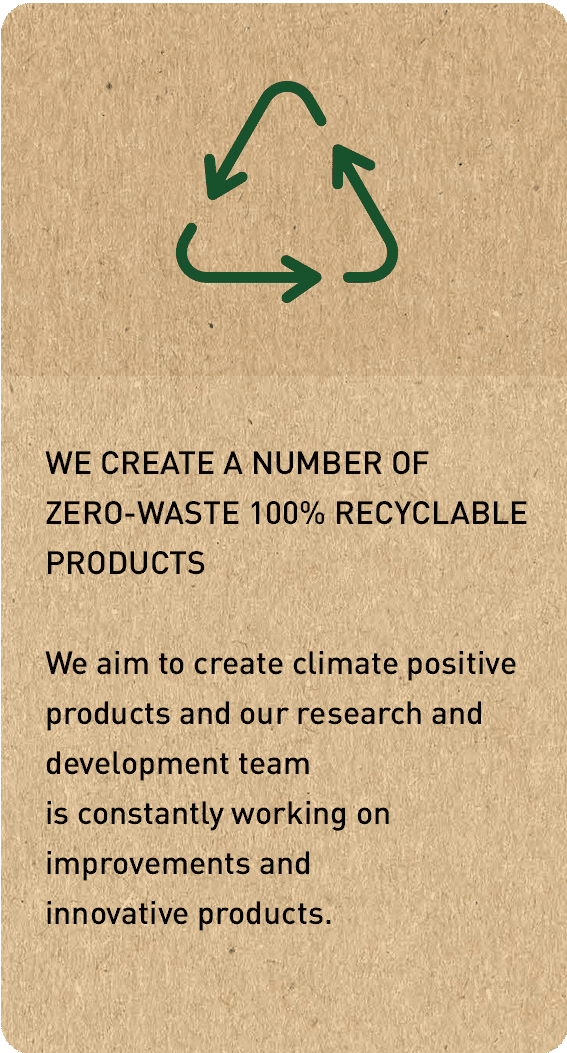 WE CREATE A NUMBER OF
ZERO-WASTE 100% RECYCLABLE
PRODUCTS
We aim to create climate positive
products and our research and
development team
is constantly working on
improvements and
innovative products.